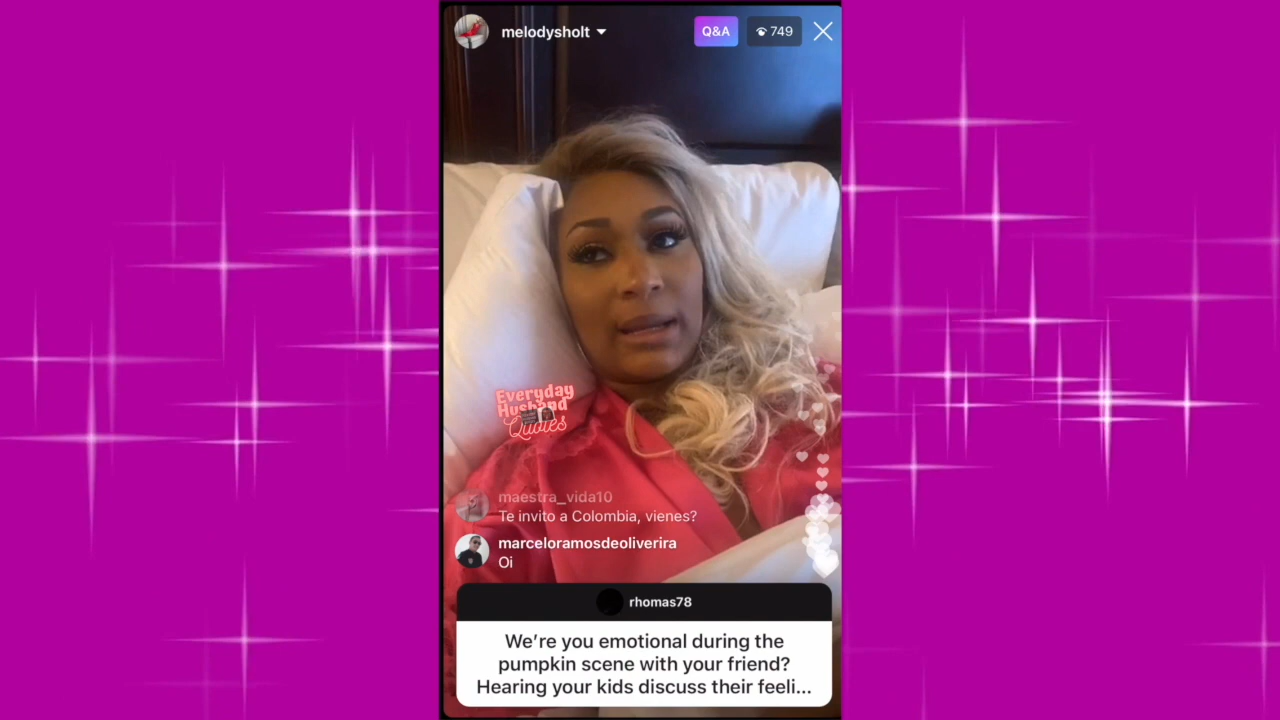 melodysholt
Q&A
749
Everyday
Husband
Quotes
maestra_vida10
Te invito a Colombia, vienes?
marceloramosdeoliverira
Oi
rhomas78
We’re you emotional during the
pumpkin scene with your friend?
Hearing your kids discuss their feeli...